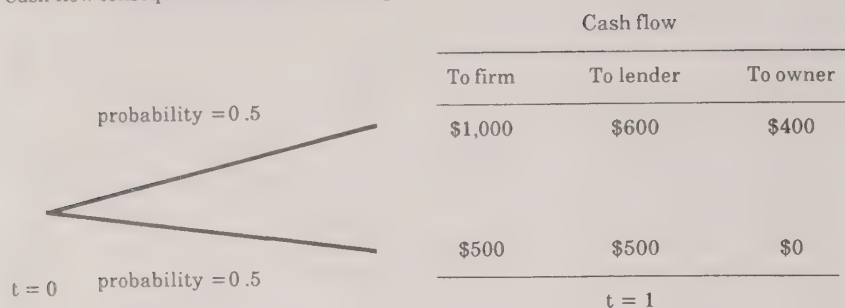 Cash flow
To firm To lender To owner
probability = 0.5
$1,000 $600 $400
$500 $500 $0
t = 0 probability = 0.5
t = 1